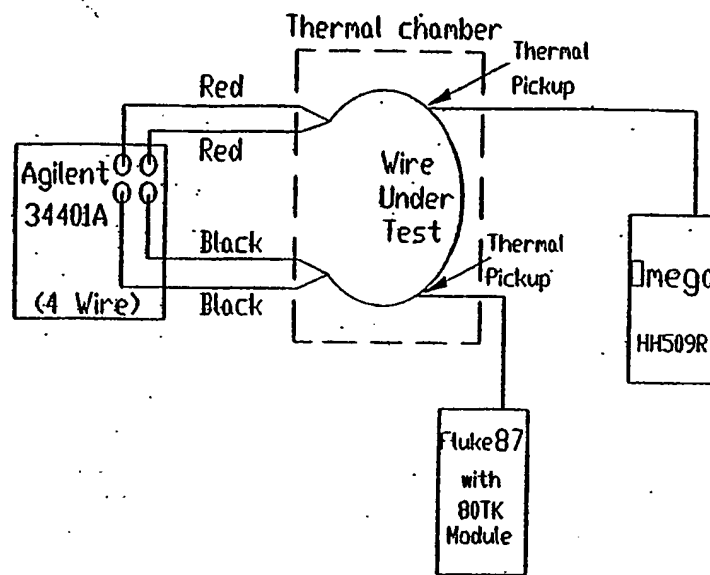 Thermal chamber
Thermal
Pickup
Red
Red
Agilent
34401A
(4 Wire)
Wire
Under
Test
Black
Black
Thermal
Pickup
Omega
HH509R
Fluke87
with
80TK
Module